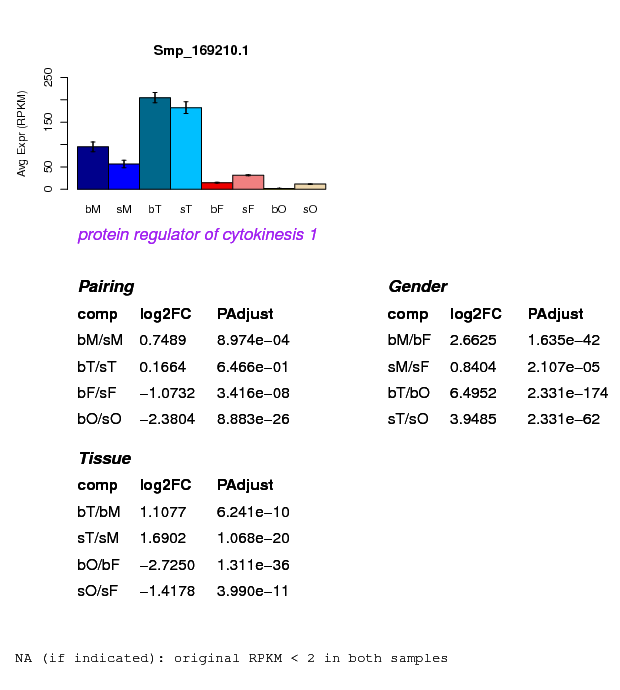 Smp_169210.1
Avg Expr (RPKM)
250
150
50
0
bM sM bT sT bF sF bO sO
protein regulator of cytokinesis 1
Pairing
comp log2FC PAdjust
bM/sM 0.7489 8.974e−04
bT/sT 0.1664 6.466e−01
bF/sF −1.0732 3.416e−08
bO/sO −2.3804 8.883e−26
Gender
comp log2FC PAdjust
bM/bF 2.6625 1.635e−42
sM/sF 0.8404 2.107e−05
bT/bO 6.4952 2.331e−174
sT/sO 3.9485 2.331e−62
Tissue
comp log2FC PAdjust
bT/bM 1.1077 6.241e−10
sT/sM 1.6902 1.068e−20
bO/bF −2.7250 1.311e−36
sO/sF −1.4178 3.990e−11
NA (if indicated): original RPKM < 2 in both samples